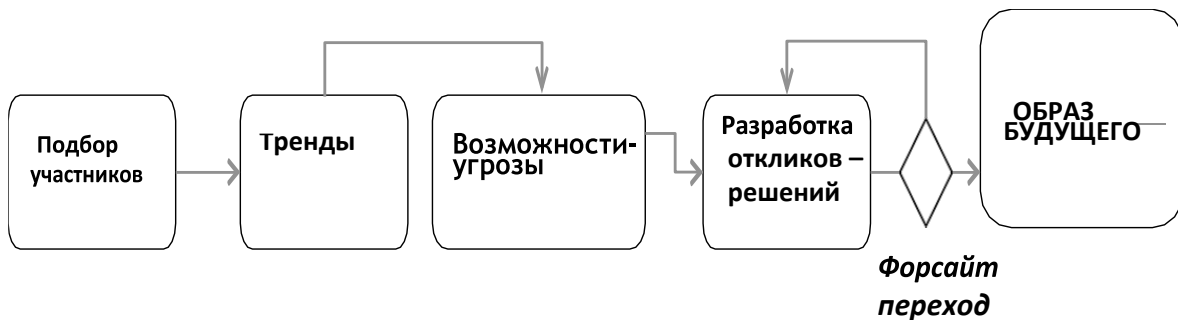 Подбор
участников
Тренды
Возможности-
угрозы
Разработка
откликов –
решений
ОБРАЗ
БУДУЩЕГО
Форсайт
переход